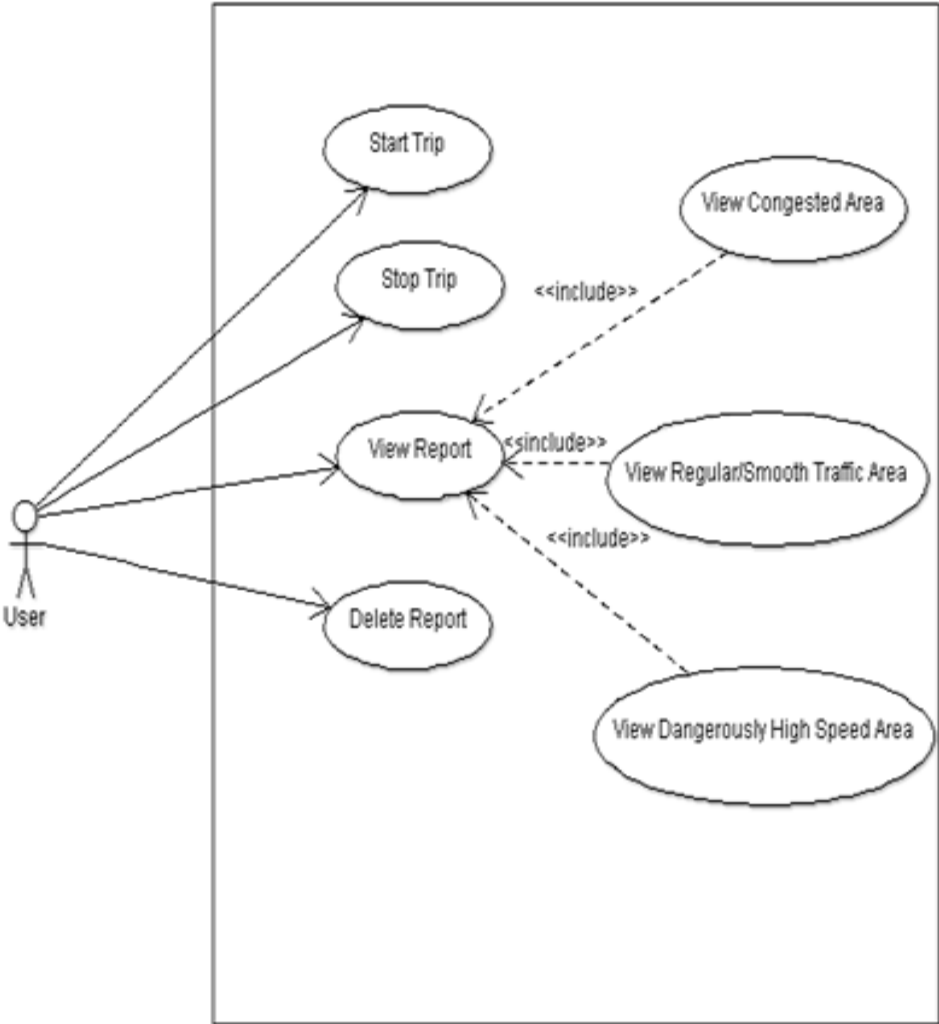 Start Trip
View Congested Area
Stop Trip
<<include>>
View Report
<<include>>
View Regular/Smooth Traffic Area
<<include>>
User
Delete Report
View Dangerously High Speed Area